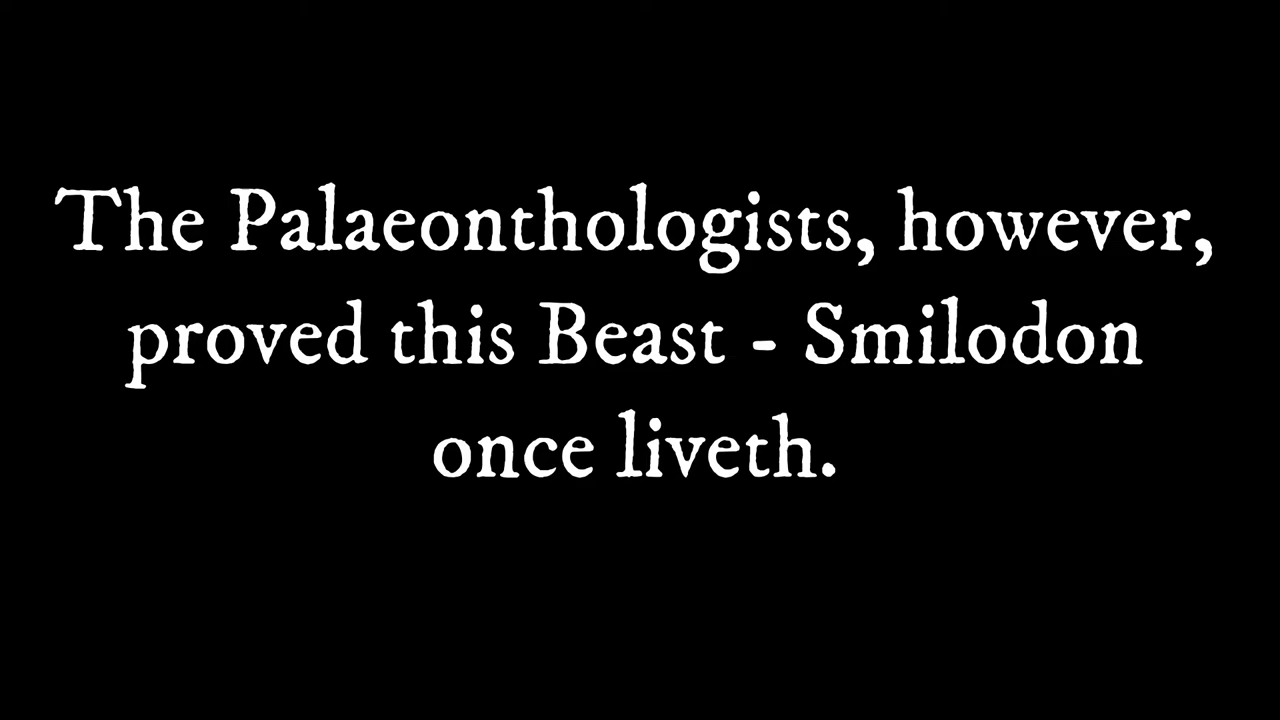 The Palaeonthologists, however,
proved this Beast - Smilodon
once liveth.